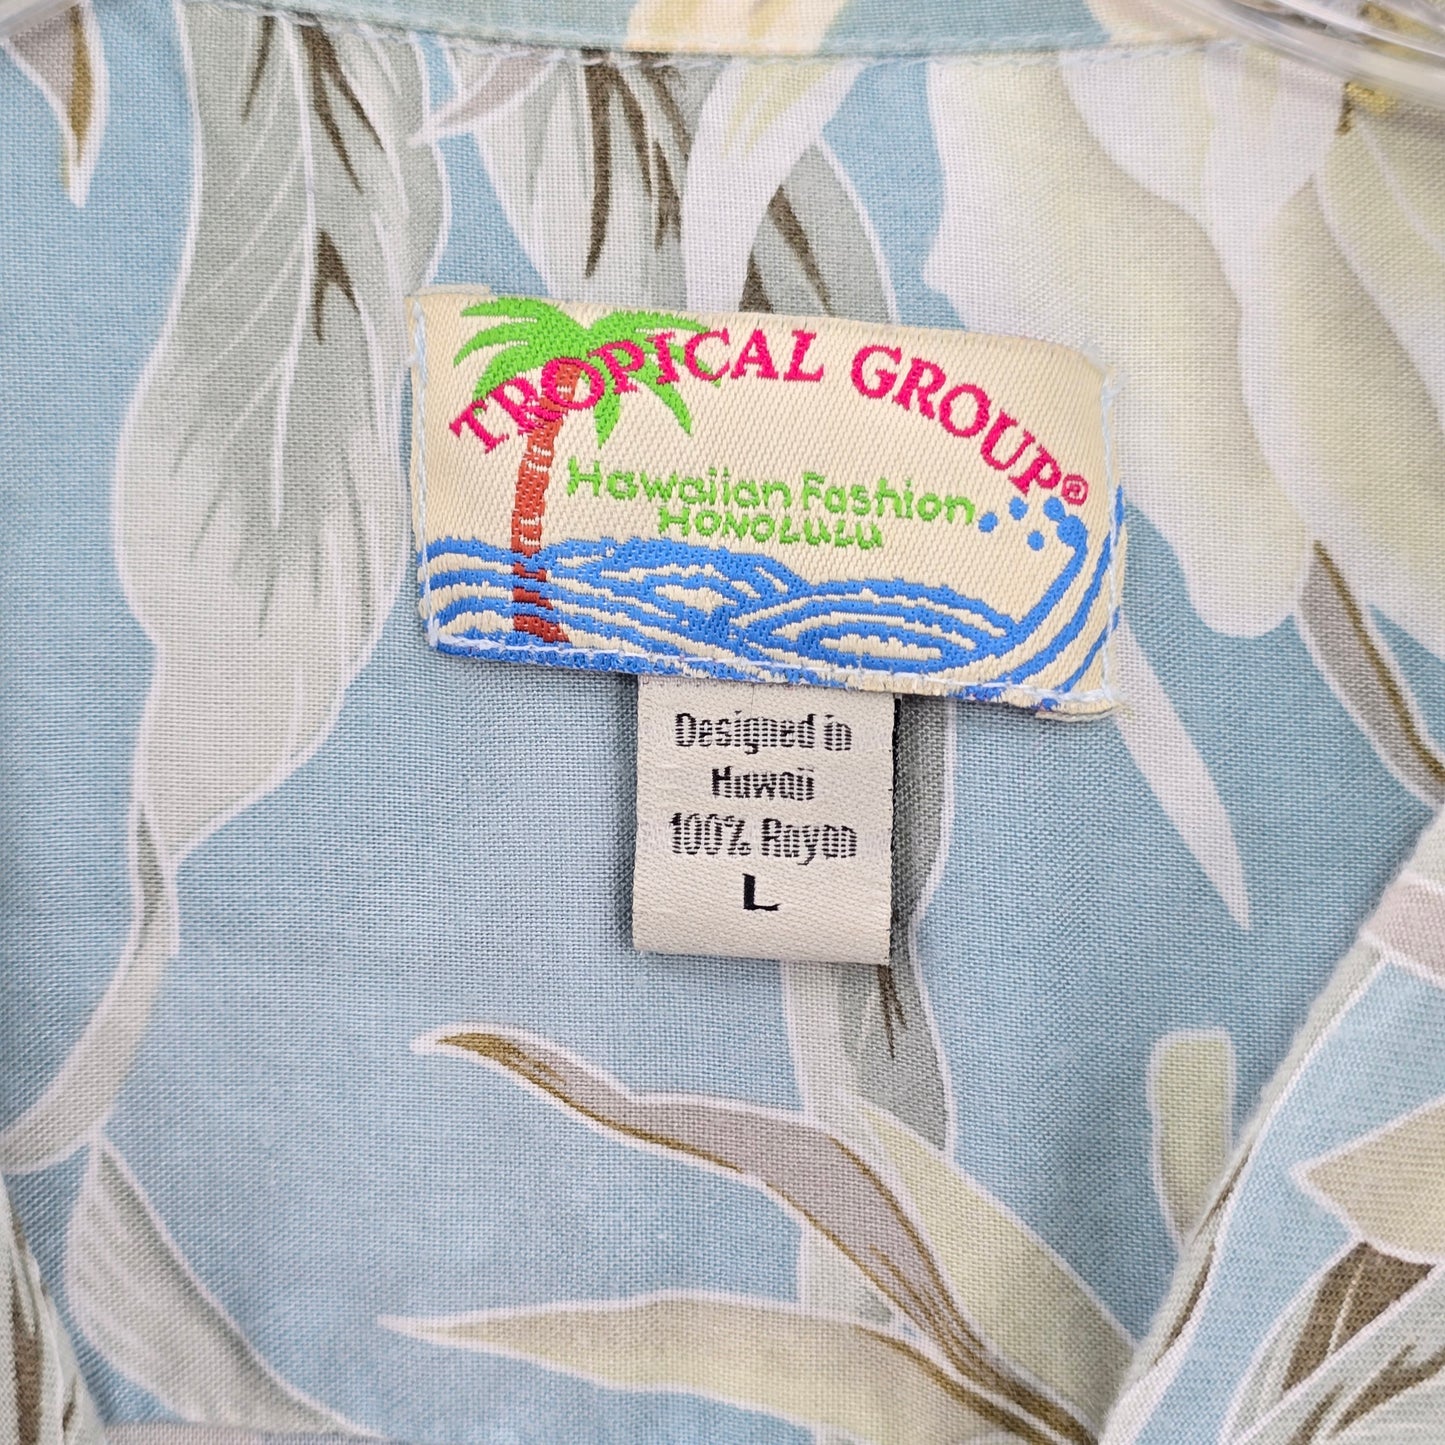 TROPICAL GROUP®
Hawaiian Fashion
HONOLULU
Designed in
Hawaii
100% Rayon
L